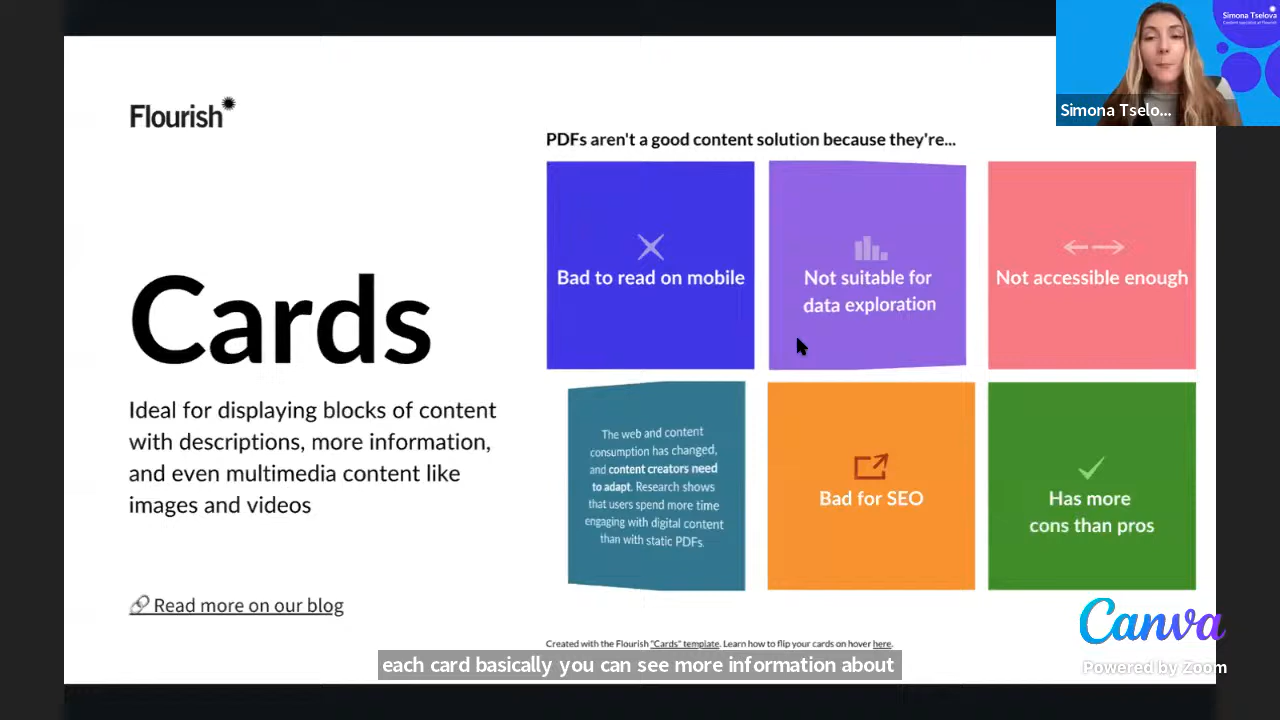 Simona Tselova
Simona Tselo...
Flourish
PDFs aren't a good content solution because they're...
Bad to read on mobile
Not suitable for
data exploration
Not accessible enough
Cards
Ideal for displaying blocks of content
with descriptions, more information,
and even multimedia content like
images and videos
The web and content
consumption has changed,
and content creators need
to adapt. Research shows
that users spend more time
engaging with digital content
than with static PDFs.
Bad for SEO
Has more
cons than pros
Read more on our blog
Created with the Flourish "Cards" template. Learn how to flip your cards on hover here.
each card basically you can see more information about
Canva
Powered by Zoom